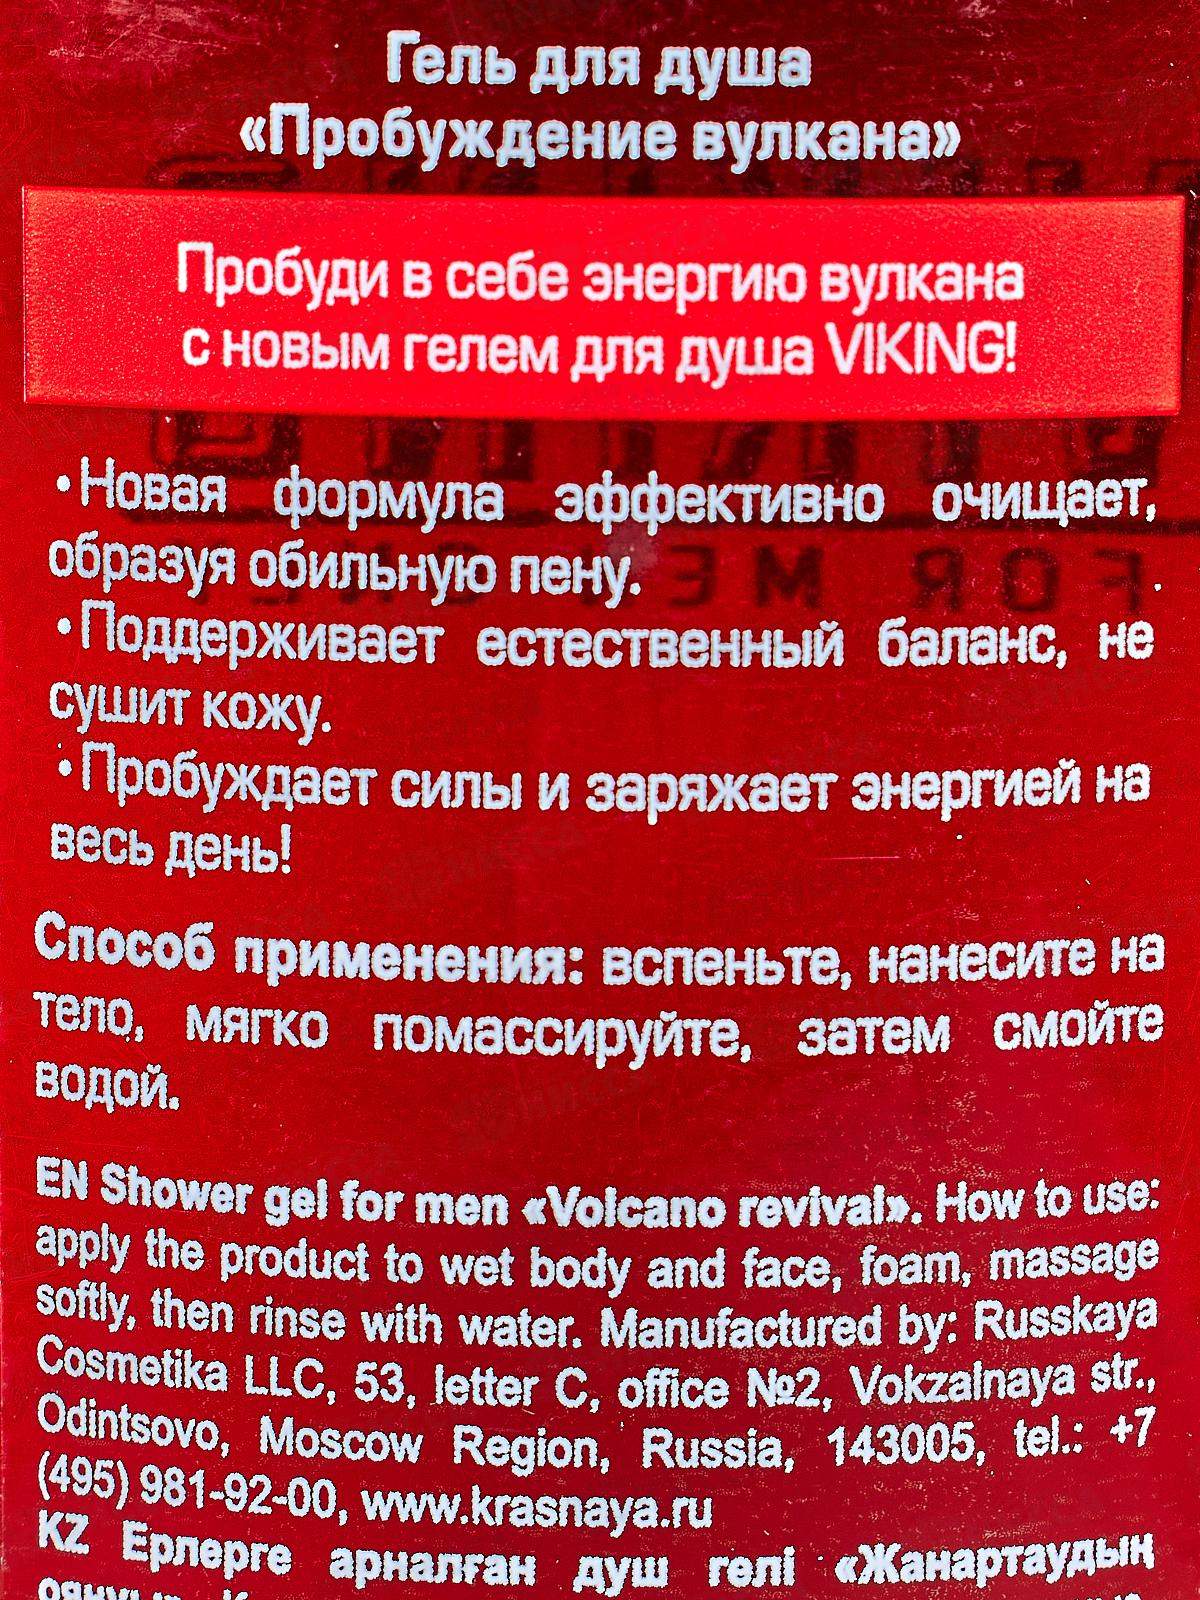 Гель для душа
«Пробуждение вулкана»
Пробуди в себе энергию вулкана
с новым гелем для душа VIKING!
•Новая формула эффективно очищает,
образуя обильную пену.
FOR MEN ONLY
•Поддерживает естественный баланс, не
сушит кожу.
•Пробуждает силы и заряжает энергией на
весь день!
Способ применения: вспеньте, нанесите на
тело, мягко помассируйте, затем смойте
водой.
EN Shower gel for men «Volcano revival». How to use:
apply the product to wet body and face, foam, massage
softly, then rinse with water. Manufactured by: Russkaya
Cosmetika LLC, 53, letter C, office №2, Vokzalnaya str.,
Odintsovo, Moscow Region, Russia, 143005, tel.: +7
(495) 981-92-00, www.krasnaya.ru
KZ Ерлерге арналған душ гелі «Жанартаудың